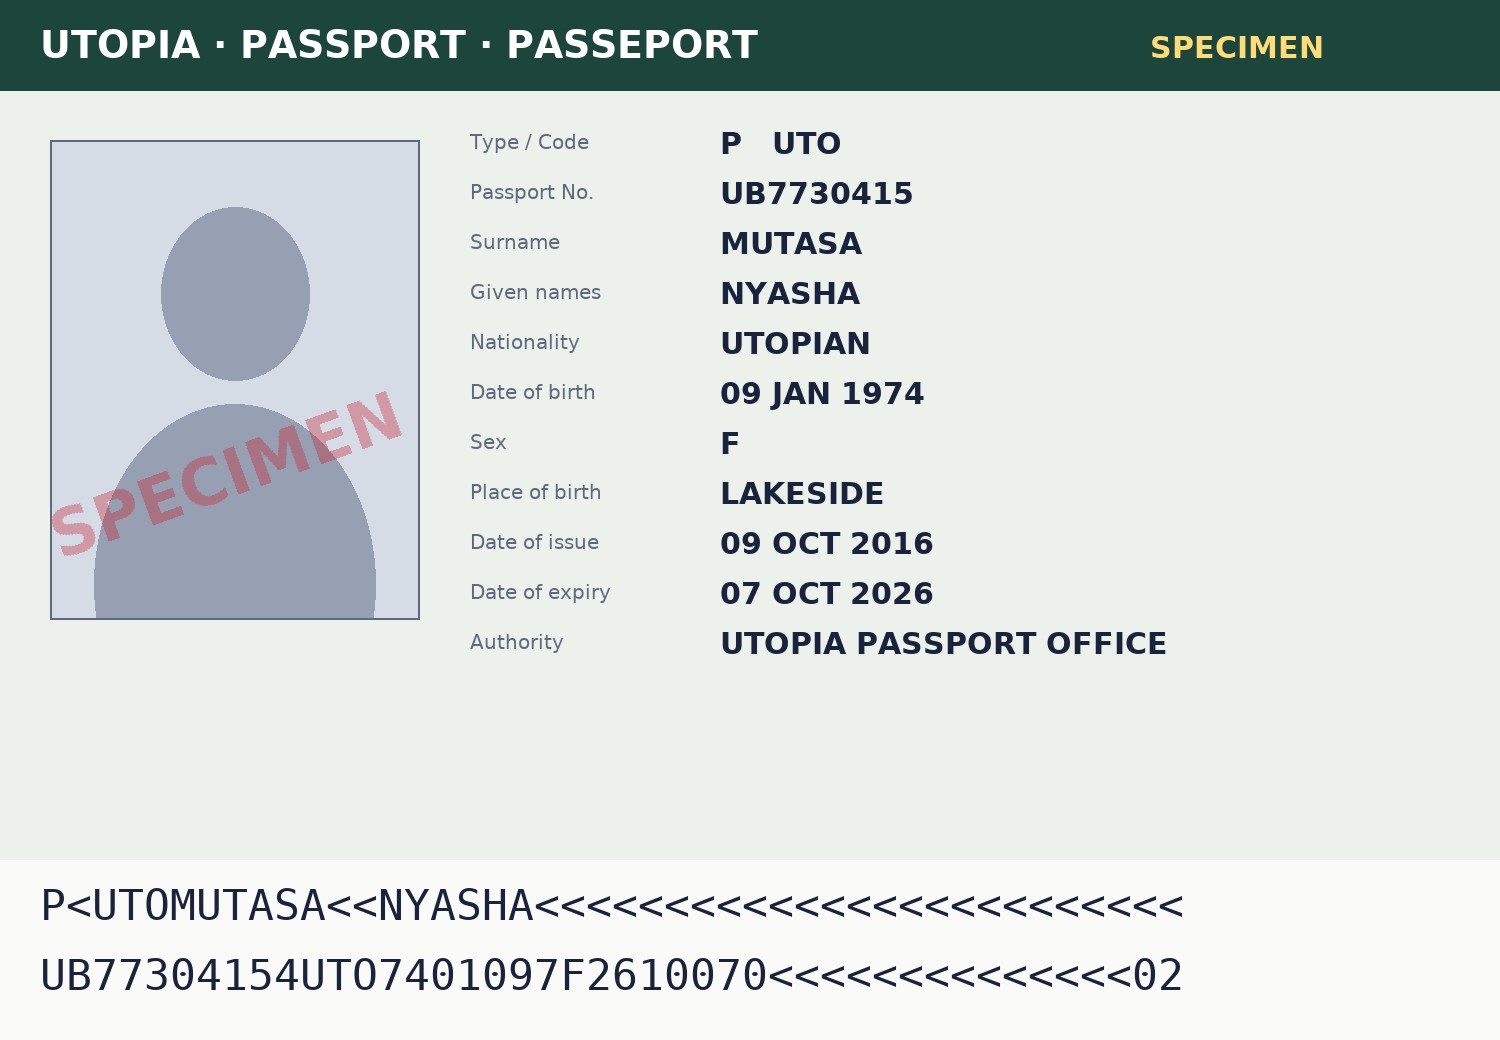 UTOPIA · PASSPORT · PASSEPORT SPECIMEN
Type / Code P UTO
Passport No. UB7730415
Surname MUTASA
Given names NYASHA
Nationality UTOPIAN
Date of birth 09 JAN 1974
Sex F
Place of birth LAKESIDE
Date of issue 09 OCT 2016
Date of expiry 07 OCT 2026
Authority UTOPIA PASSPORT OFFICE
SPECIMEN
P<UTOMUTASA<<NYASHA<<<<<<<<<<<<<<<<<<<<<<<<<
UB77304154UTO7401097F2610070<<<<<<<<<<<<<<02